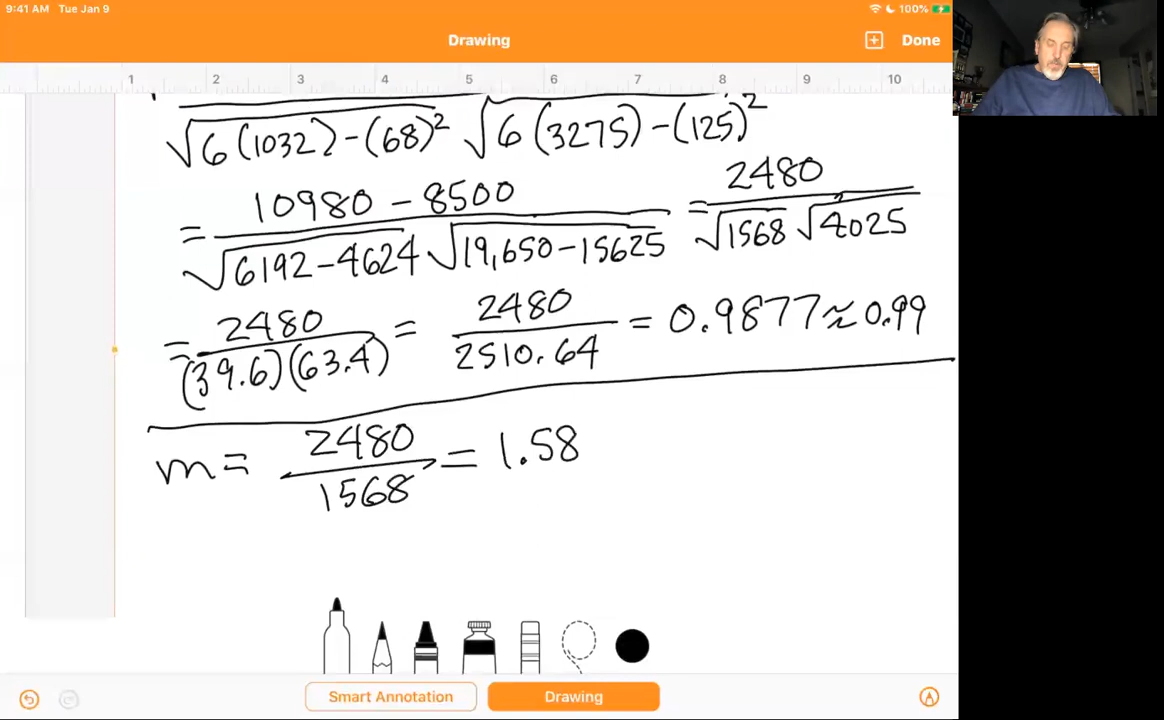 9:41 AM Tue Jan 9 100%
Drawing Done
1 2 3 4 5 6 7 8 9 10
√6(1032)-(68)² √6(3275)-(125)²
= 10980 - 8500 / √6192-4624 √19,650-15625 = 2480 / √1568 √4025
= 2480 / (39.6)(63.4) = 2480 / 2510.64 = 0.9877≈0.99
m = 2480 / 1568 = 1.58
Smart Annotation Drawing